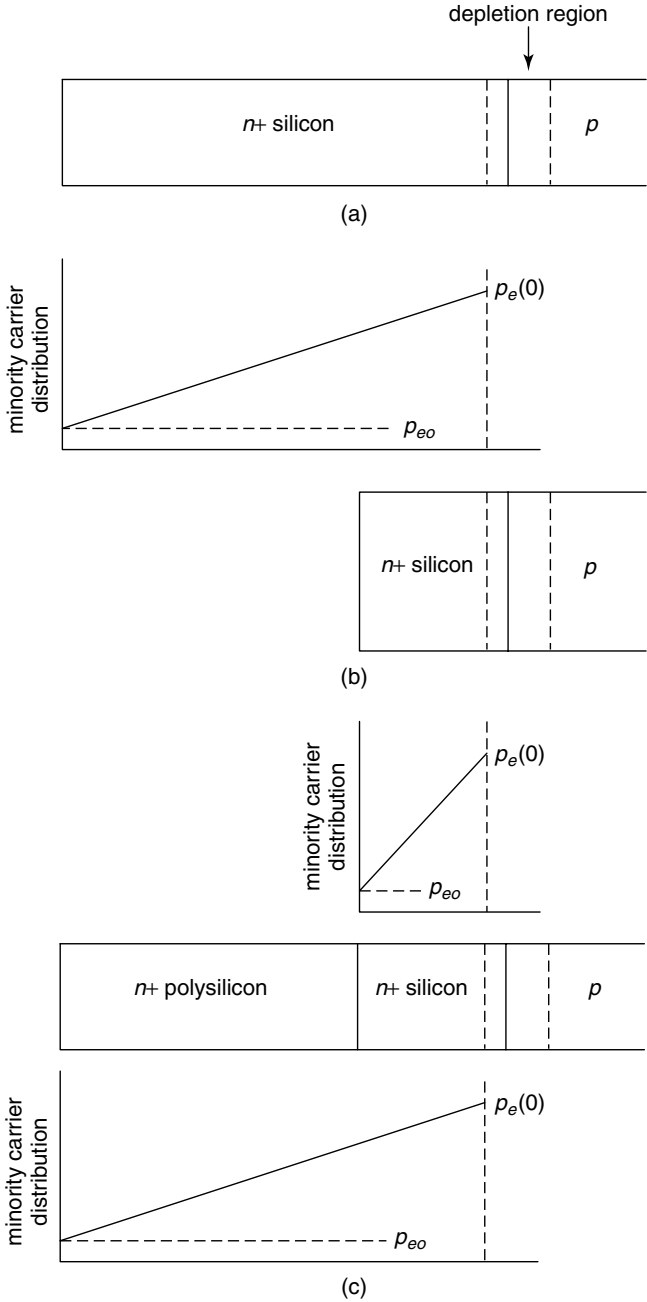 depletion region
n+ silicon
p
(a)
minority carrier
distribution
pₑ(0)
pₑₒ
n+ silicon
p
(b)
minority carrier
distribution
pₑ(0)
pₑₒ
n+ polysilicon
n+ silicon
p
minority carrier
distribution
pₑ(0)
pₑₒ
(c)